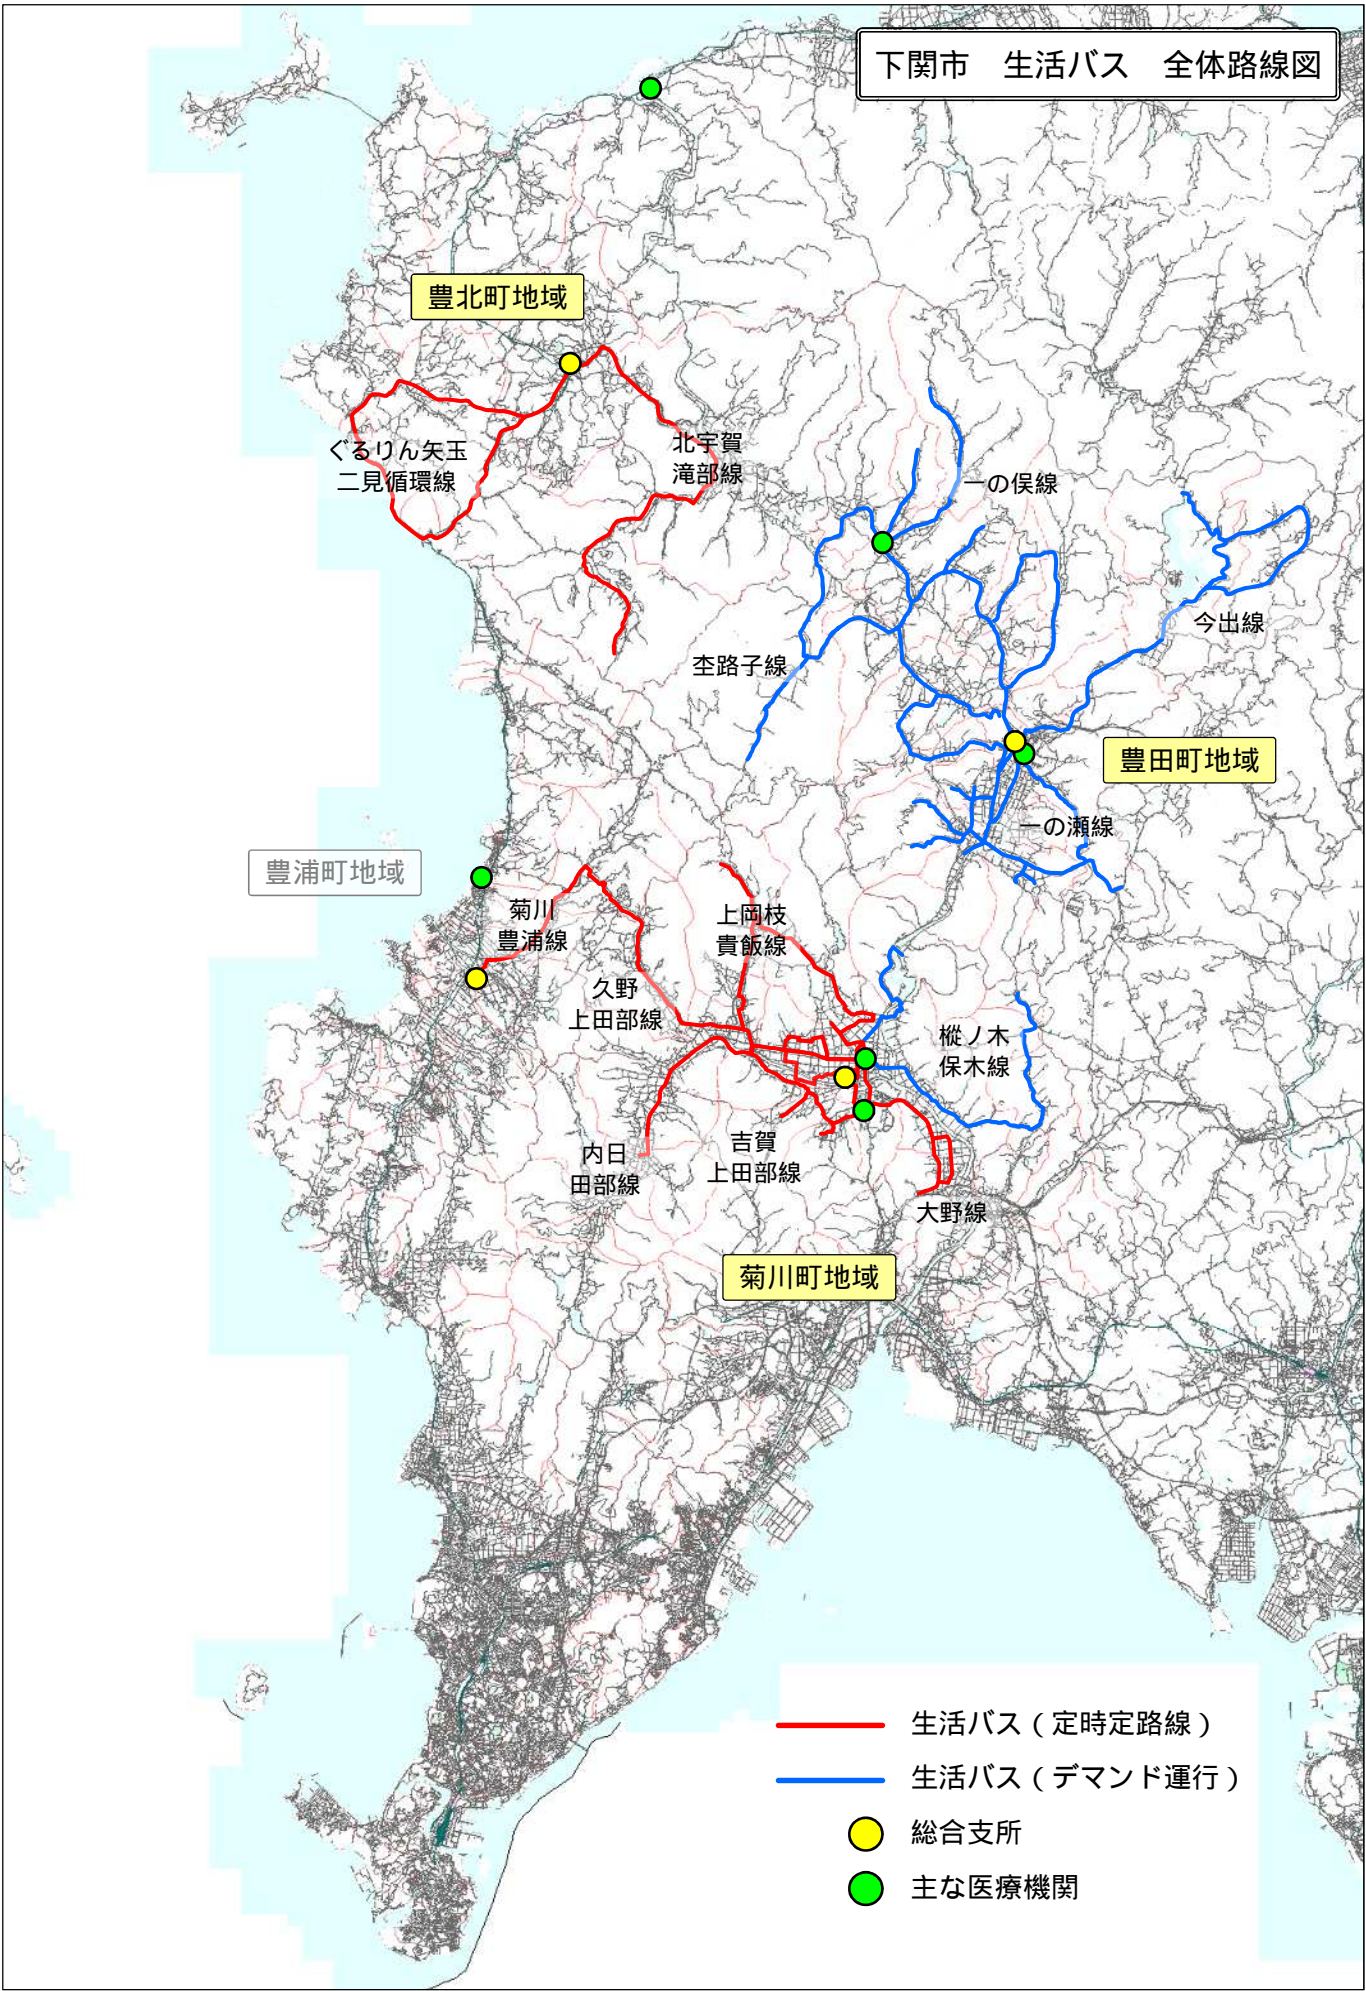 下関市　生活バス　全体路線図
豊北町地域
ぐるりん矢玉
二見循環線
北宇賀
滝部線
一の俣線
今出線
杢路子線
豊田町地域
一の瀬線
豊浦町地域
菊川
豊浦線
上岡枝
貴飯線
久野
上田部線
樅ノ木
保木線
内日
田部線
吉賀
上田部線
大野線
菊川町地域
生活バス（定時定路線）
生活バス（デマンド運行）
総合支所
主な医療機関